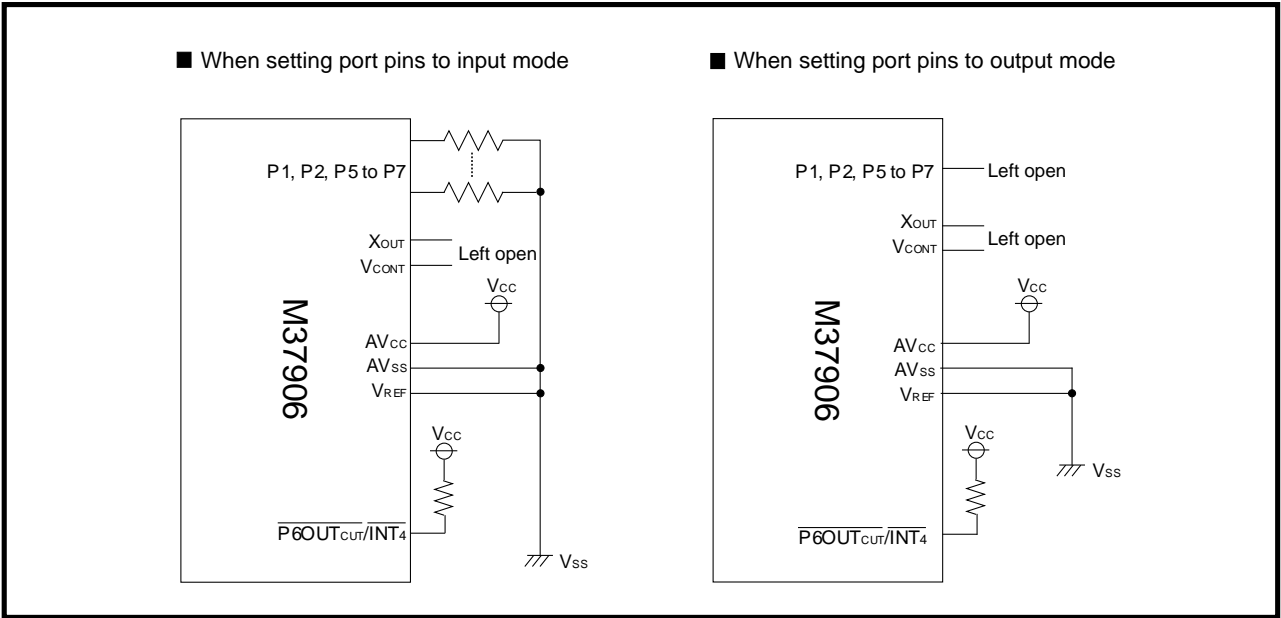 ■ When setting port pins to input mode
P1, P2, P5 to P7
XOUT
VCONT
Left open
VCC
M37906
AVCC
AVSS
VREF
VCC
P6OUTCUT/INT4
VSS
■ When setting port pins to output mode
P1, P2, P5 to P7
Left open
XOUT
VCONT
Left open
VCC
M37906
AVCC
AVSS
VREF
VCC
VSS
P6OUTCUT/INT4